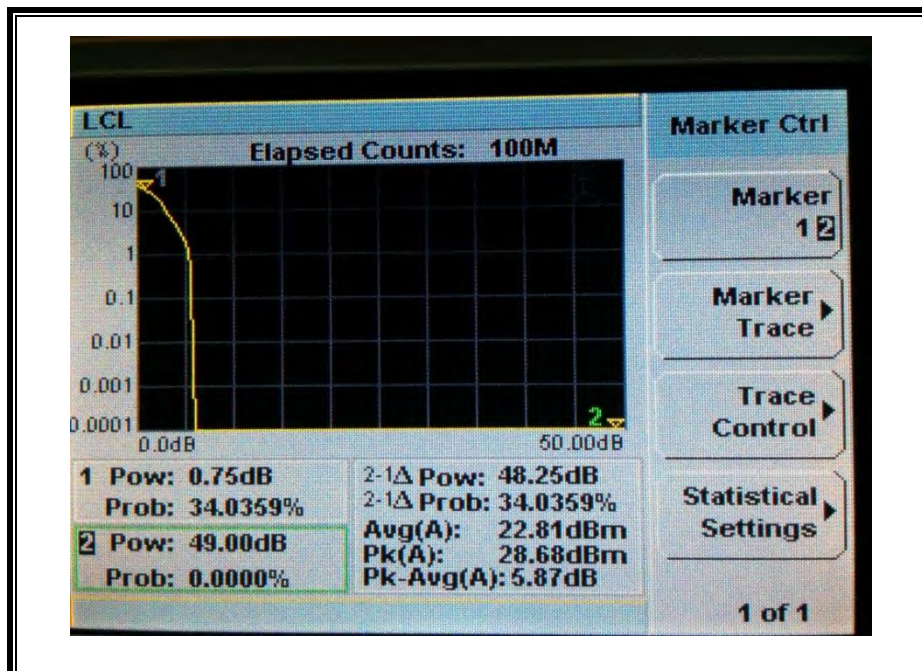 LCL
(%)
Elapsed Counts: 100M
100
10
1
0.1
0.01
0.001
0.0001
1
2
0.0dB
50.00dB
1 Pow: 0.75dB
Prob: 34.0359%
2 Pow: 49.00dB
Prob: 0.0000%
2-1Δ Pow: 48.25dB
2-1Δ Prob: 34.0359%
Avg(A): 22.81dBm
Pk(A): 28.68dBm
Pk-Avg(A): 5.87dB
Marker Ctrl
Marker
1 2
Marker
Trace
Trace
Control
Statistical
Settings
1 of 1